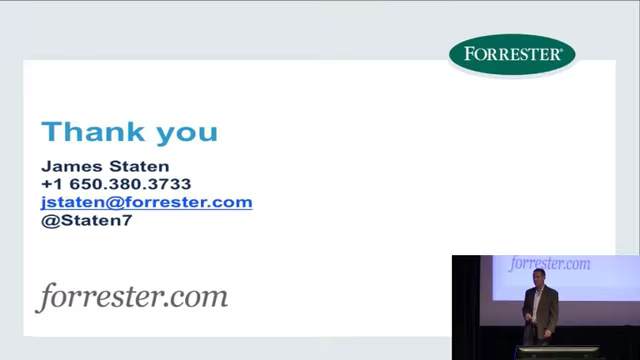 FORRESTER®
Thank you
James Staten
+1 650.380.3733
jstaten@forrester.com
@Staten7
forrester.com
forrester.com